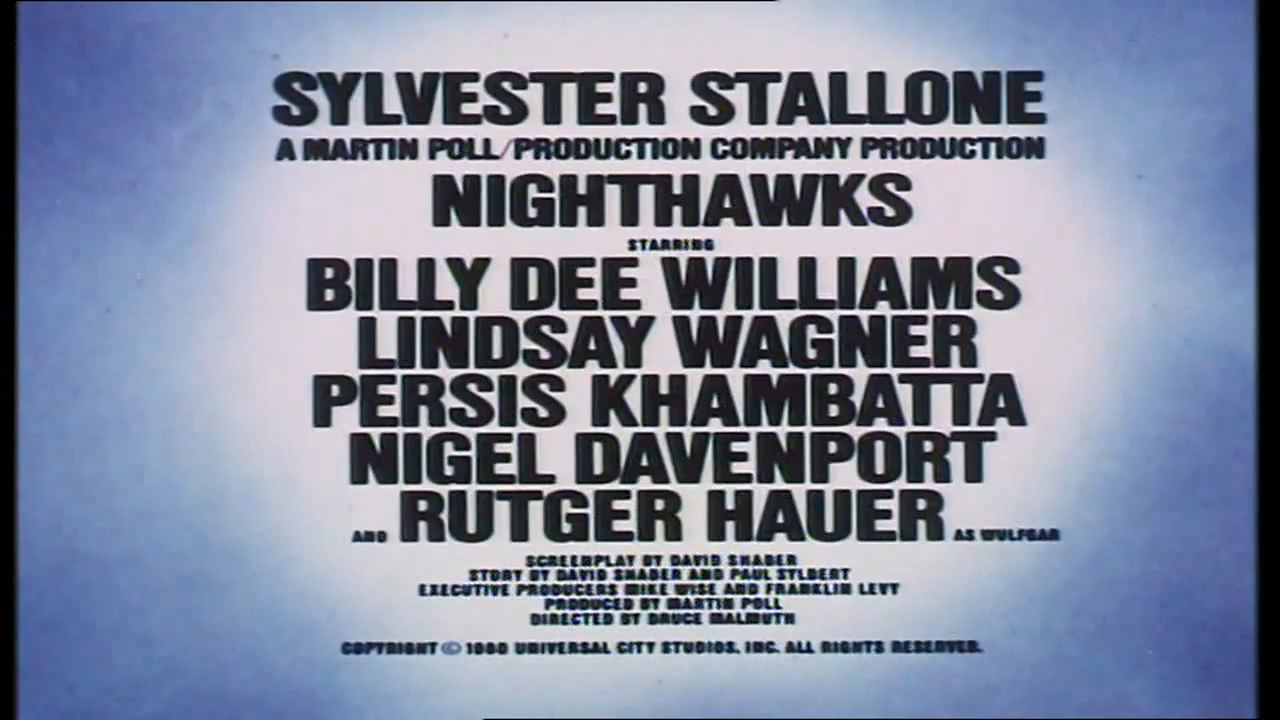 SYLVESTER STALLONE
A MARTIN POLL/PRODUCTION COMPANY PRODUCTION
NIGHTHAWKS
STARRING
BILLY DEE WILLIAMS
LINDSAY WAGNER
PERSIS KHAMBATTA
NIGEL DAVENPORT
AND RUTGER HAUER AS WULFGAR
SCREENPLAY BY DAVID SHABER
STORY BY DAVID SHABER AND PAUL SYLBERT
EXECUTIVE PRODUCERS MIKE WISE AND FRANKLIN LEVY
PRODUCED BY MARTIN POLL
DIRECTED BY BRUCE MALMUTH
COPYRIGHT © 1980 UNIVERSAL CITY STUDIOS, INC. ALL RIGHTS RESERVED.